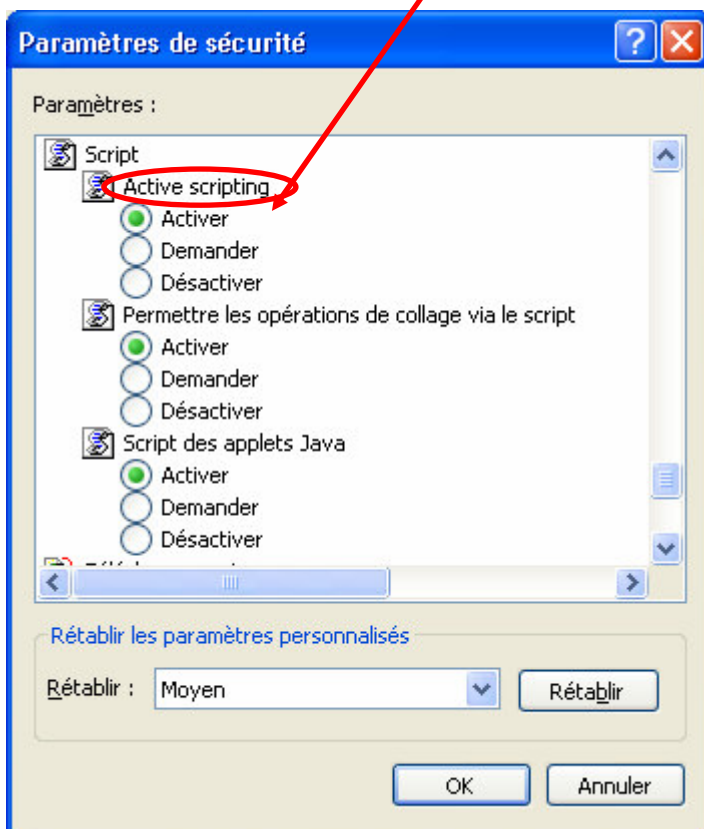 Paramètres de sécurité
Paramètres :
Script
Active scripting
Activer
Demander
Désactiver
Permettre les opérations de collage via le script
Activer
Demander
Désactiver
Script des applets Java
Activer
Demander
Désactiver
Rétablir les paramètres personnalisés
Rétablir : Moyen Rétablir
OK Annuler